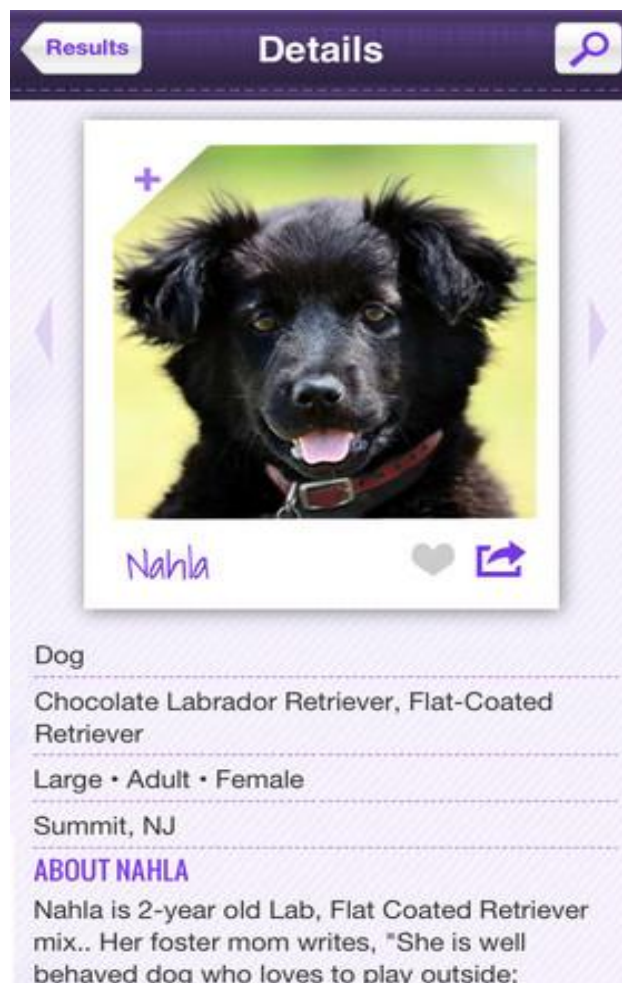 Results
Details
Nahla
Dog
Chocolate Labrador Retriever, Flat-Coated
Retriever
Large • Adult • Female
Summit, NJ
ABOUT NAHLA
Nahla is 2-year old Lab, Flat Coated Retriever
mix.. Her foster mom writes, "She is well
behaved dog who loves to play outside;